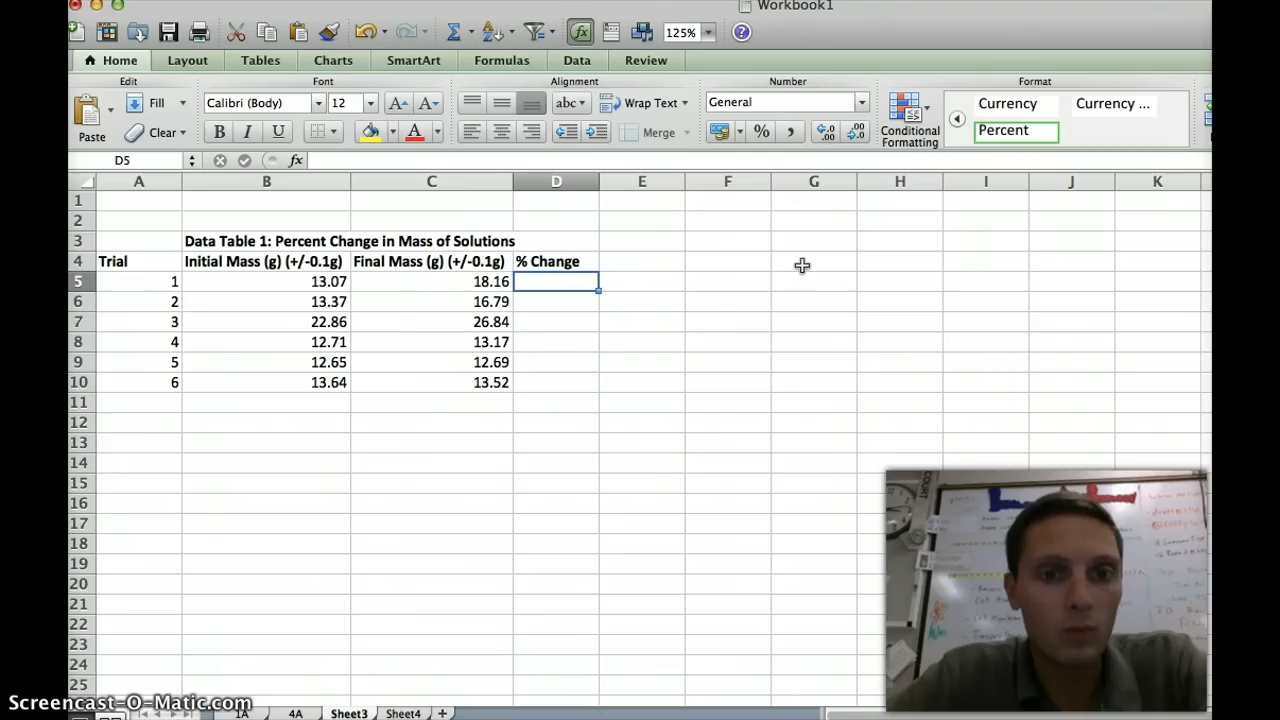 Workbook1
125%
Home Layout Tables Charts SmartArt Formulas Data Review
Edit Font Alignment Number Format
Fill Calibri (Body) 12 abc Wrap Text General Currency Currency ...
Paste Clear B I U Merge % Conditional Formatting Percent
D5 fx
A B C D E F G H I J K
1
2
3 Data Table 1: Percent Change in Mass of Solutions
4 Trial Initial Mass (g) (+/-0.1g) Final Mass (g) (+/-0.1g) % Change
5 1 13.07 18.16
6 2 13.37 16.79
7 3 22.86 26.84
8 4 12.71 13.17
9 5 12.65 12.69
10 6 13.64 13.52
11
12
13
14
15
16
17
18
19
20
21
22
23
24
25
COURT
Screencast-O-Matic.com
1A 4A Sheet3 Sheet4 +